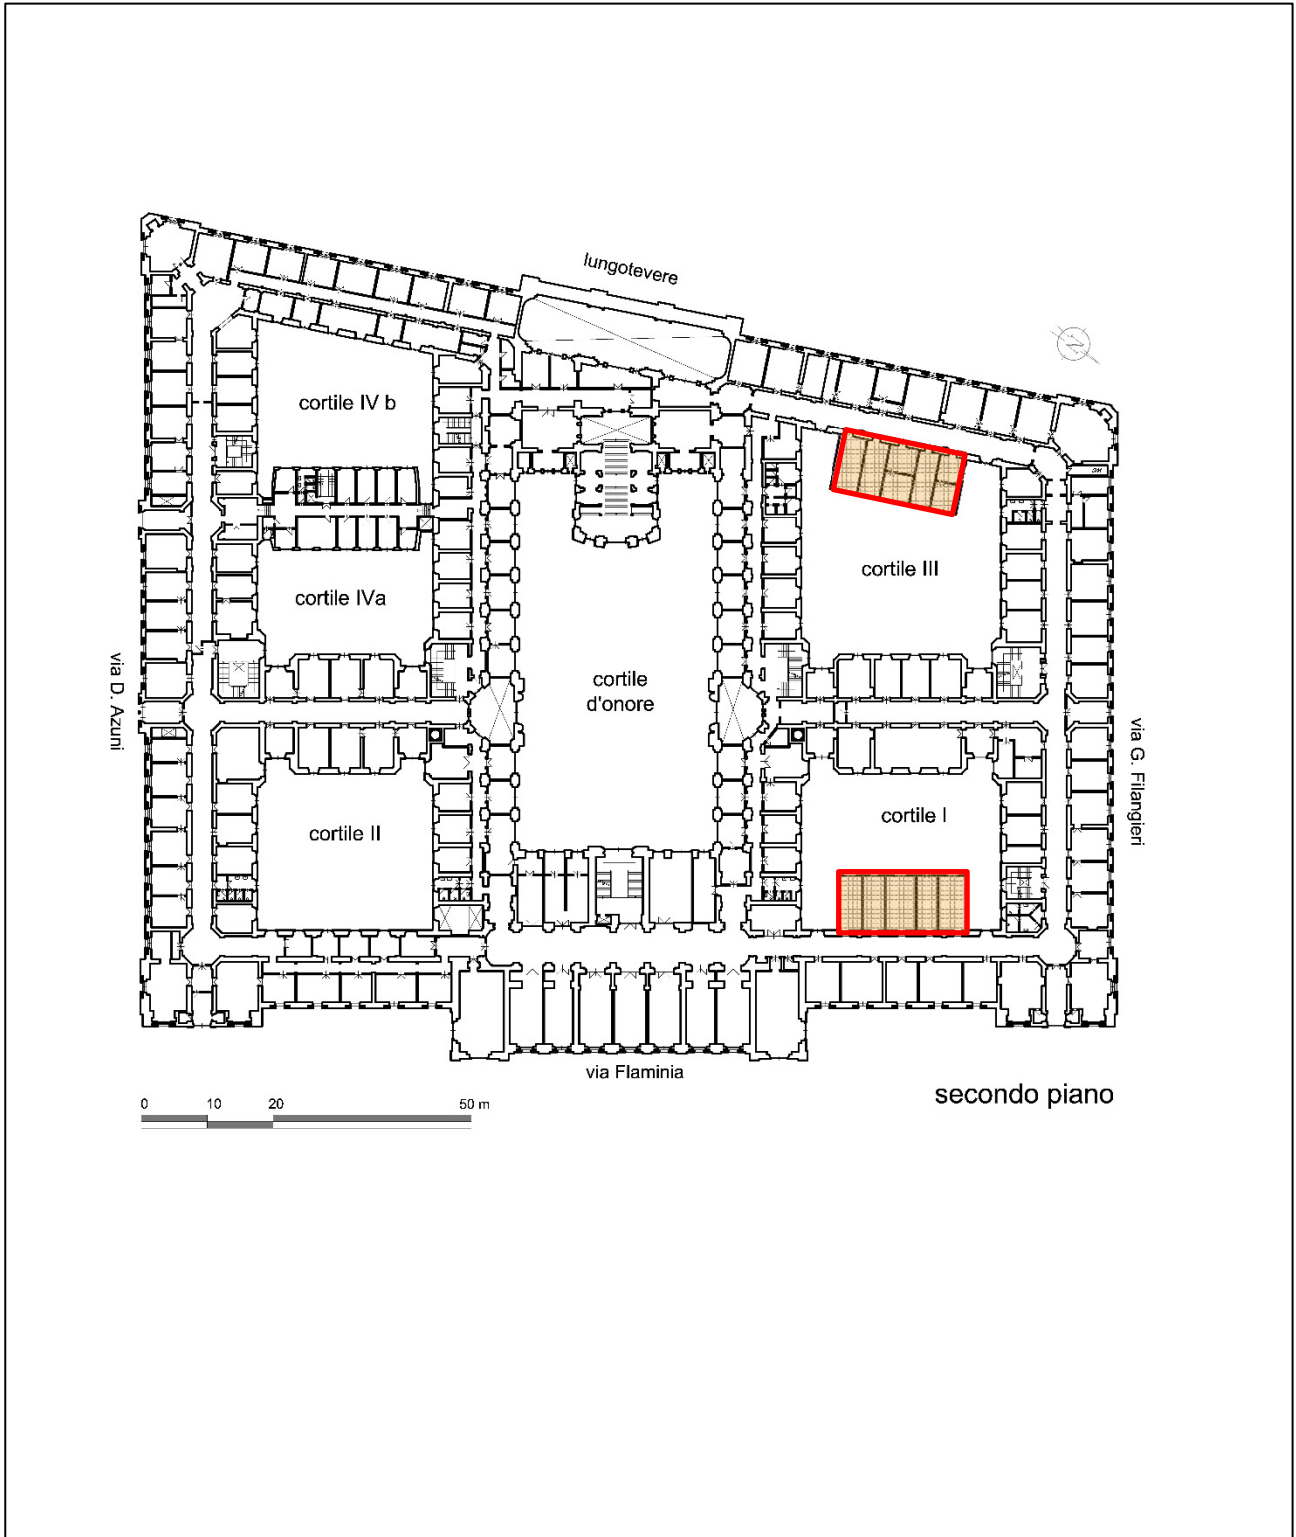 lungotevere
N
cortile IV b
cortile III
cortile IVa
cortile
d'onore
via D. Azuni
via G. Filangieri
cortile II
cortile I
via Flaminia
secondo piano
0 10 20 50 m